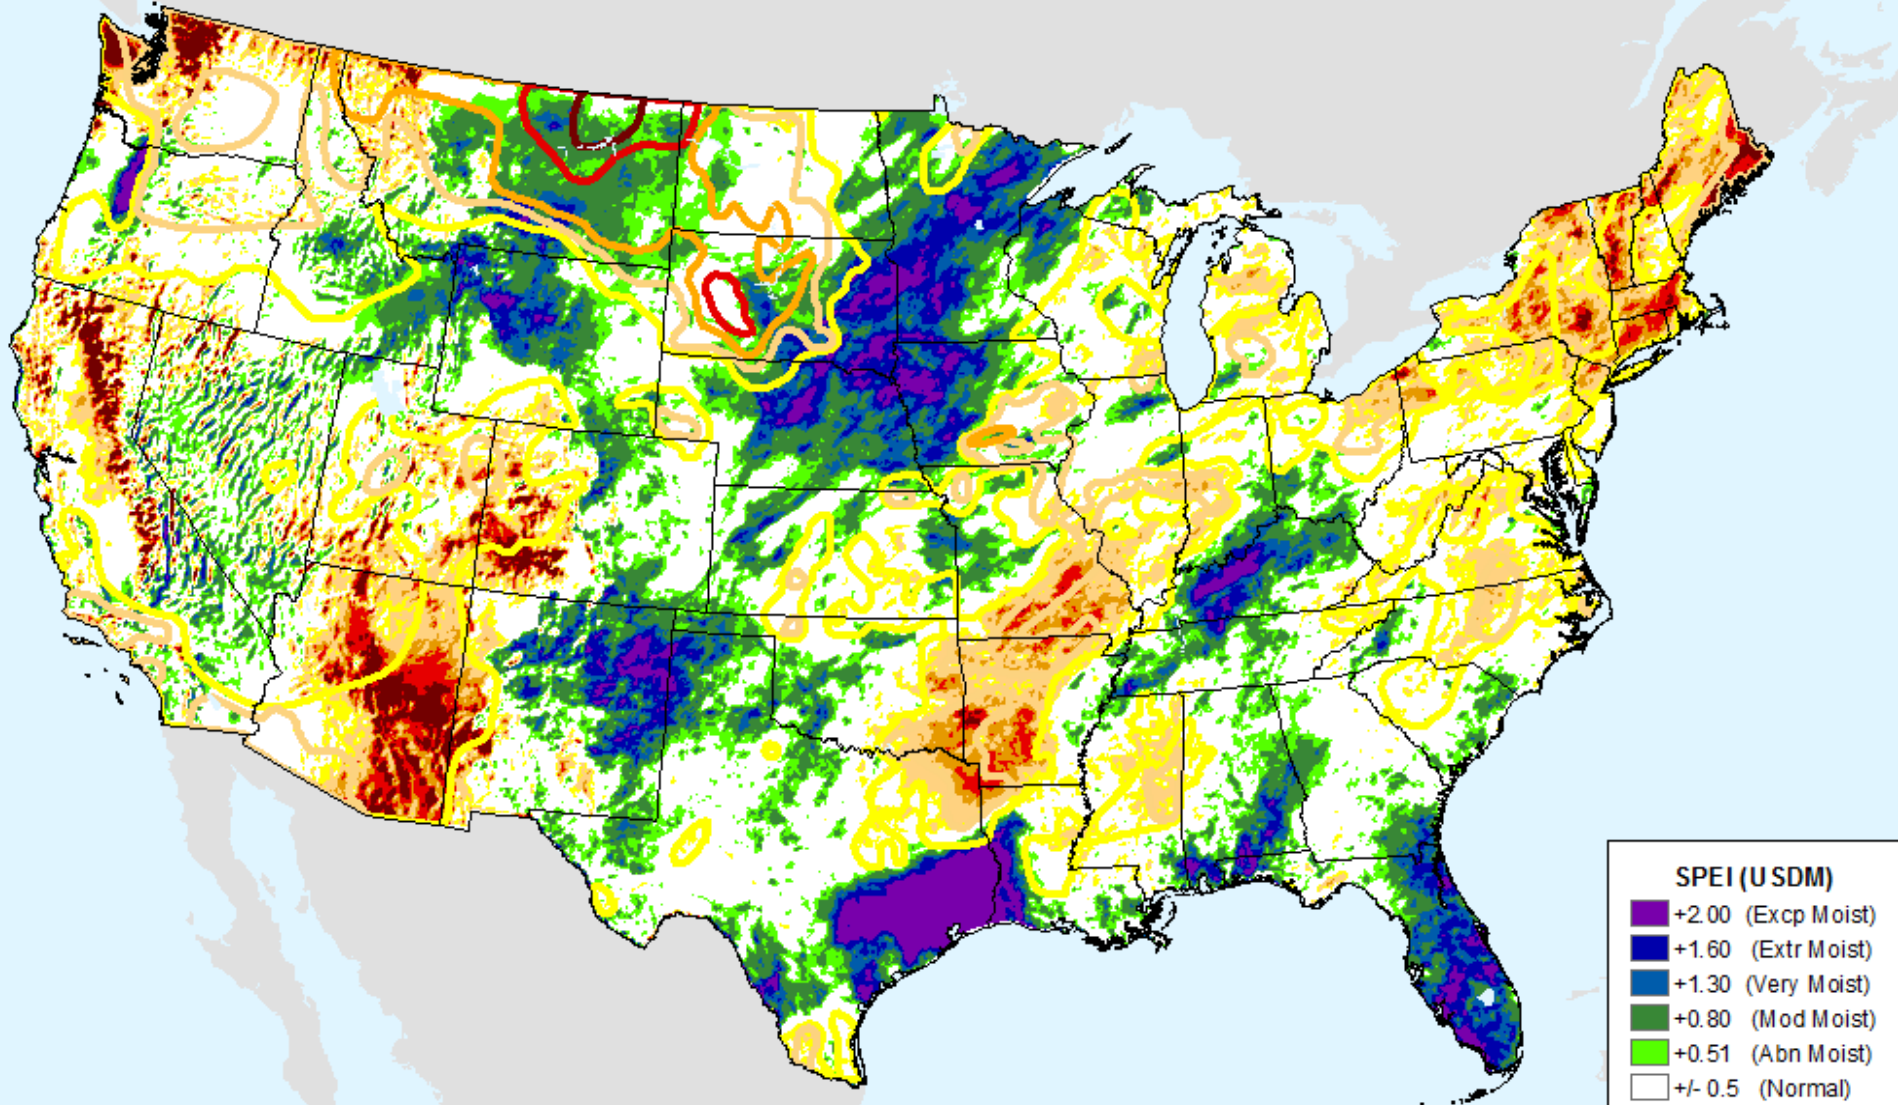 SPEI (USDM)
+2.00 (Excp Moist)
+1.60 (Extr Moist)
+1.30 (Very Moist)
+0.80 (Mod Moist)
+0.51 (Abn Moist)
+/- 0.5 (Normal)